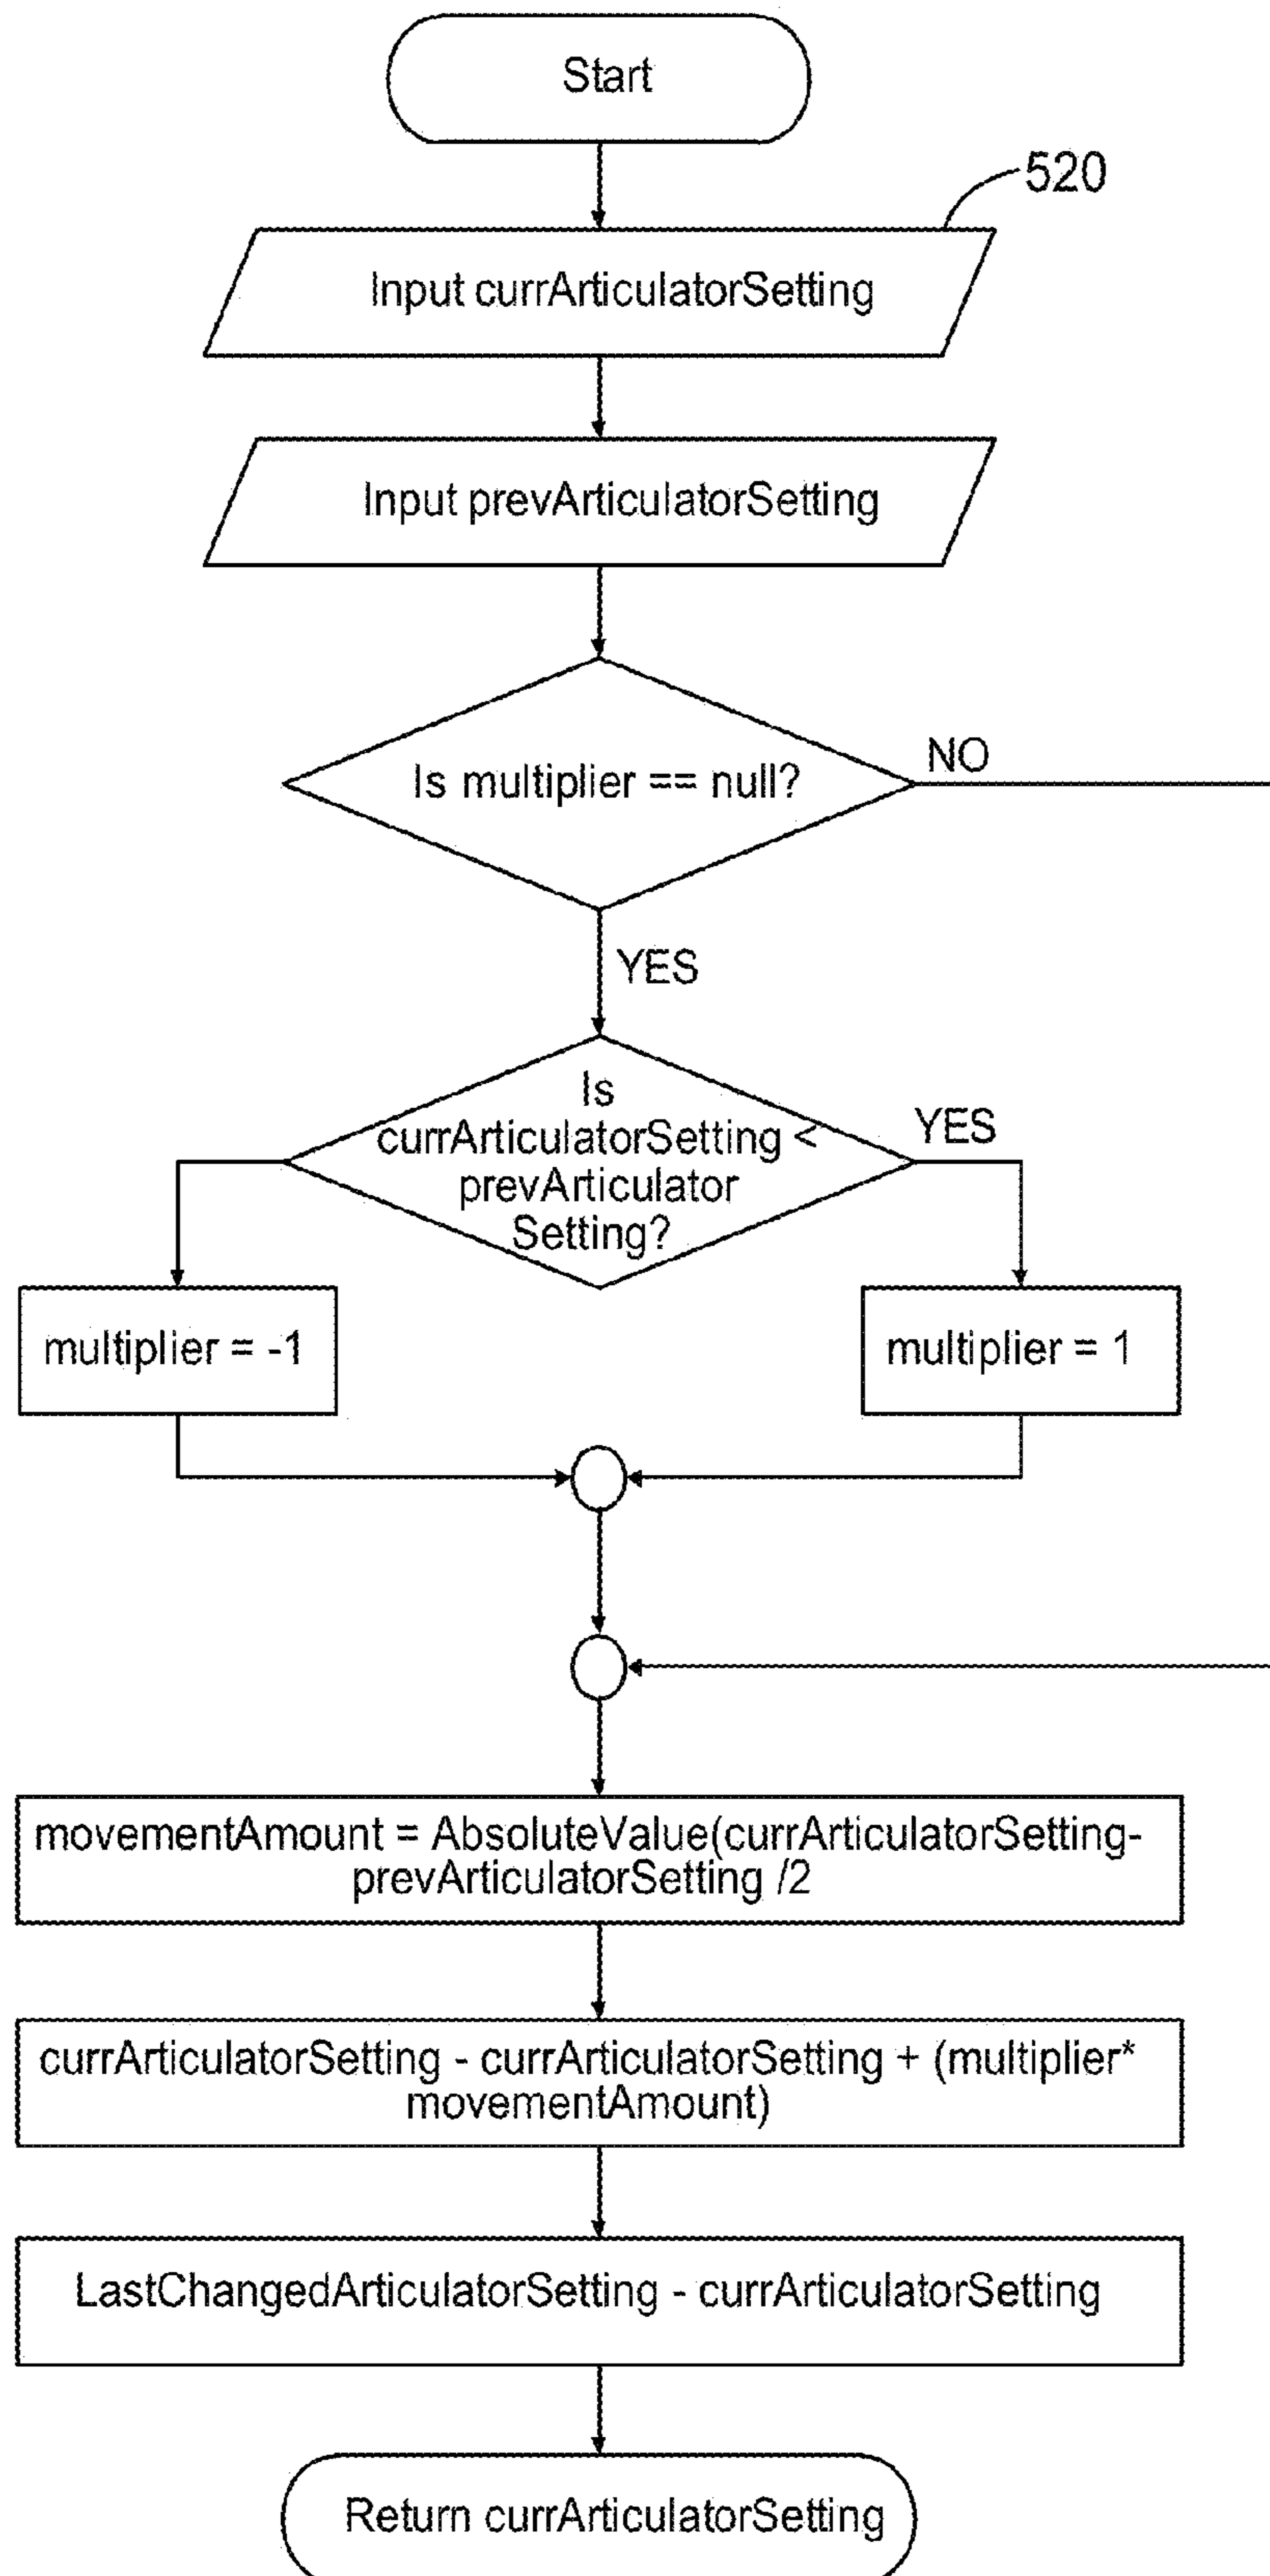 Start
520
Input currArticulatorSetting
Input prevArticulatorSetting
Is multiplier == null?
NO
YES
Is
currArticulatorSetting <
prevArticulator
Setting?
YES
multiplier = -1
multiplier = 1
movementAmount = AbsoluteValue(currArticulatorSetting-
prevArticulatorSetting /2
currArticulatorSetting - currArticulatorSetting + (multiplier*
movementAmount)
LastChangedArticulatorSetting - currArticulatorSetting
Return currArticulatorSetting